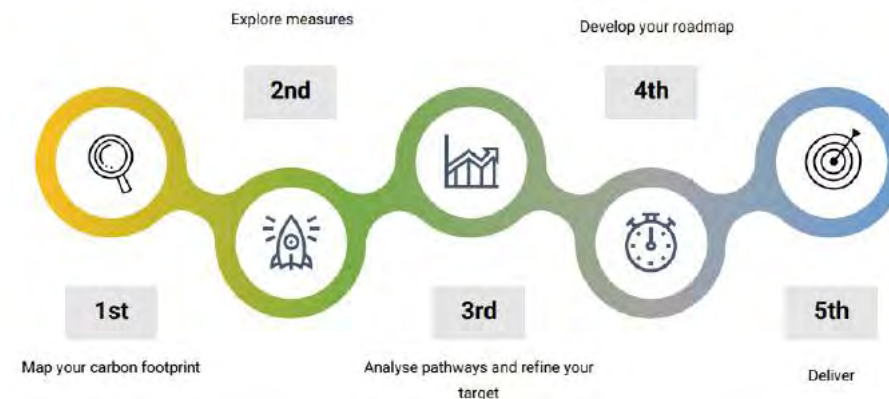 Explore measures
Develop your roadmap
2nd
4th
1st
3rd
5th
Map your carbon footprint
Analyse pathways and refine your
target
Deliver